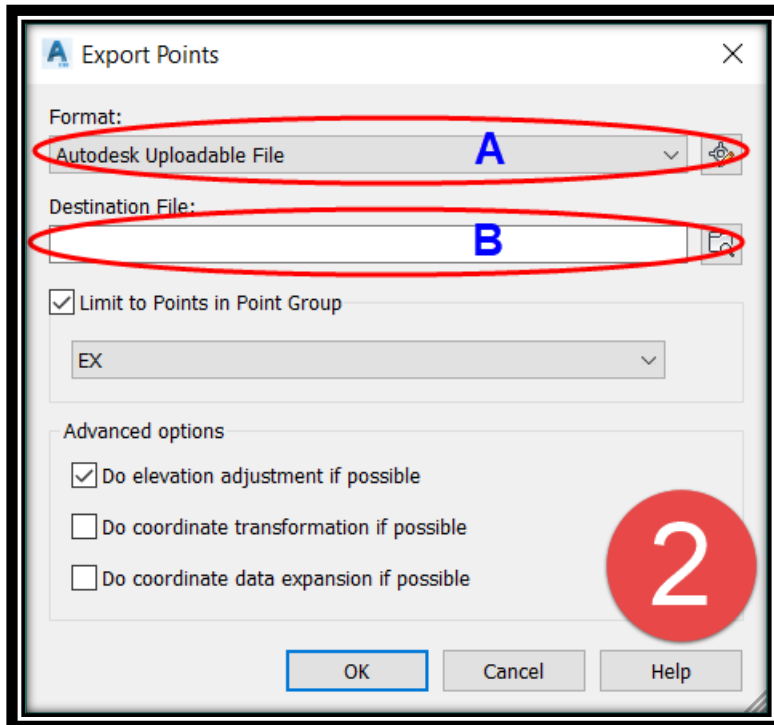 Export Points
Format:
Autodesk Uploadable File
A
Destination File:
B
Limit to Points in Point Group
EX
Advanced options
Do elevation adjustment if possible
Do coordinate transformation if possible
Do coordinate data expansion if possible
2
OK Cancel Help